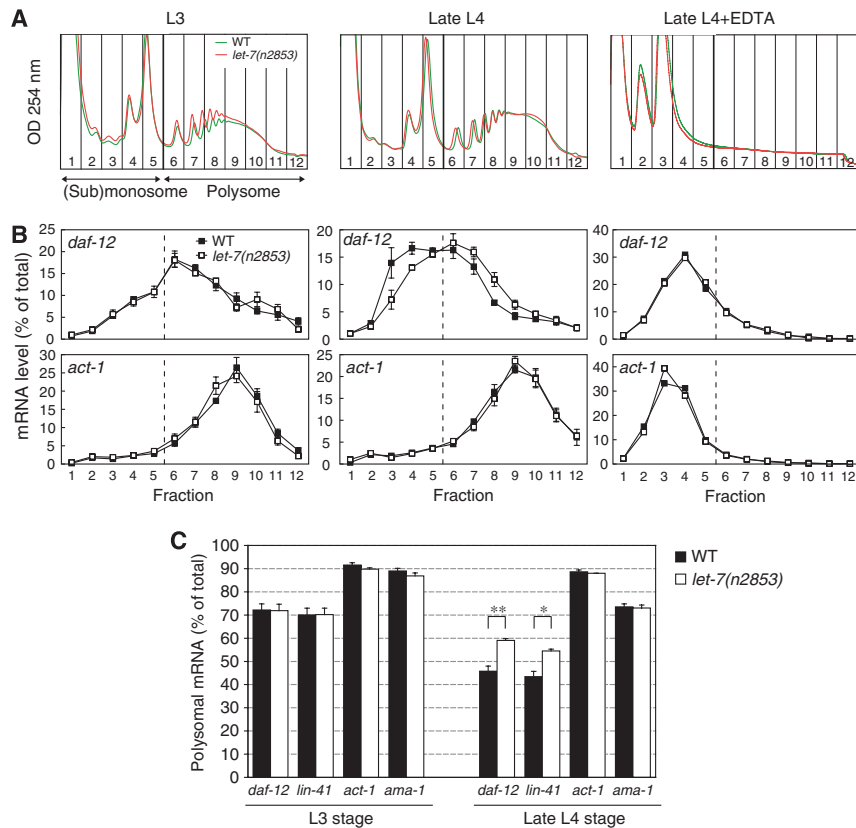 A
L3
Late L4
Late L4+EDTA
WT
let-7(n2853)
OD 254 nm
1 2 3 4 5 6 7 8 9 10 11 12
1 2 3 4 5 6 7 8 9 10 11 12
1 2 3 4 5 6 7 8 9 10 11 12
(Sub)monosome
Polysome
B
mRNA level (% of total)
daf-12
WT
let-7(n2853)
25
20
15
10
5
0
daf-12
20
15
10
5
0
daf-12
40
30
20
10
0
act-1
30
25
20
15
10
5
0
1 2 3 4 5 6 7 8 9 10 11 12
Fraction
act-1
25
20
15
10
5
0
1 2 3 4 5 6 7 8 9 10 11 12
Fraction
act-1
40
30
20
10
0
1 2 3 4 5 6 7 8 9 10 11 12
Fraction
C
WT
let-7(n2853)
Polysomal mRNA (% of total)
100
90
80
70
60
50
40
30
20
10
0
** *
daf-12 lin-41 act-1 ama-1 daf-12 lin-41 act-1 ama-1
L3 stage Late L4 stage